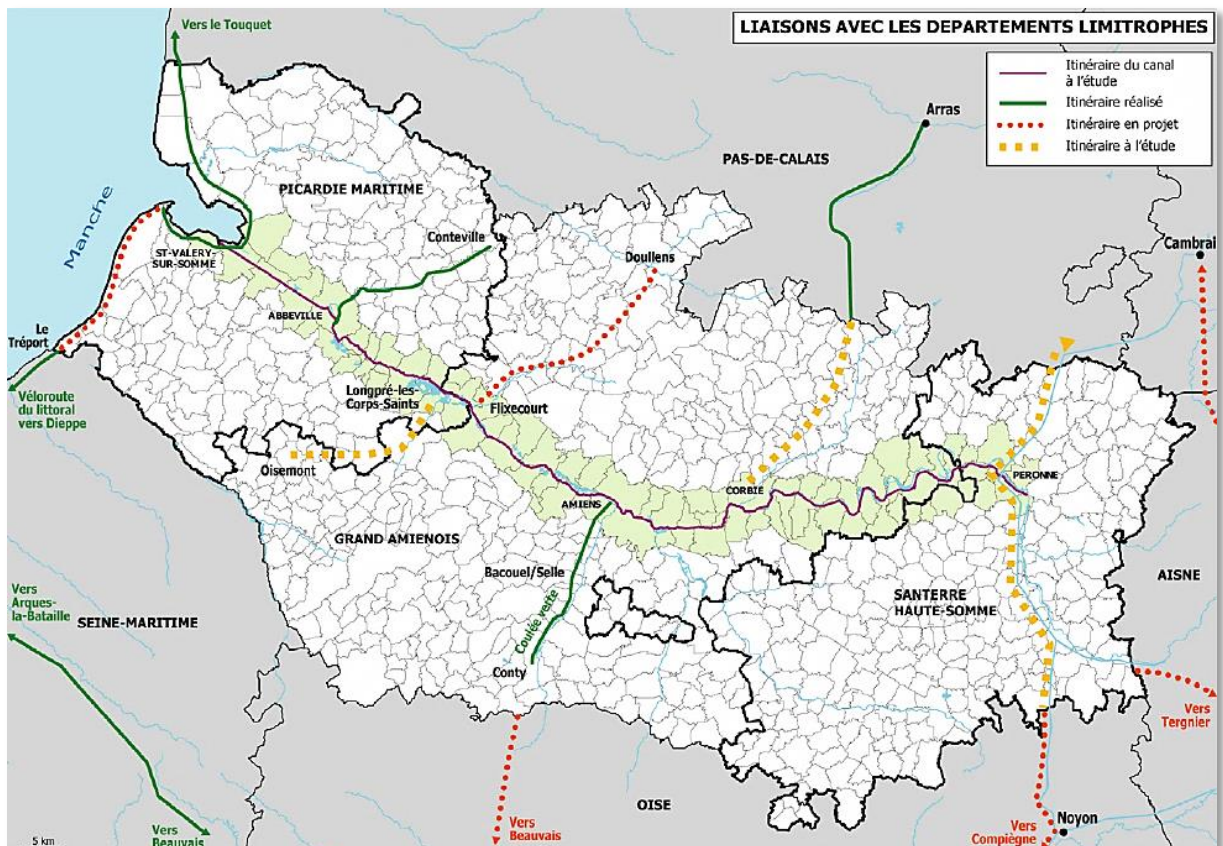 Vers le Touquet
LIAISONS AVEC LES DEPARTEMENTS LIMITROPHES
Itinéraire du canal
à l'étude
Itinéraire réalisé
Itinéraire en projet
Itinéraire à l'étude
Arras
PAS-DE-CALAIS
PICARDIE MARITIME
Manche
Conteville
Cambrai
ST-VALERY-
SUR-SOMME
Doullens
ABBEVILLE
Le
Tréport
Longpré-les-
Corps-Saints
Flixecourt
Véloroute
du littoral
vers Dieppe
Oisemont
CORBIE
PERONNE
AMIENS
GRAND AMIENOIS
Bacouel/Selle
AISNE
Vers
Arques-
la-Bataille
SANTERRE
HAUTE-SOMME
SEINE-MARITIME
Coulée verte
Conty
Vers
Tergnier
OISE
Vers
Beauvais
Vers
Beauvais
Vers
Compiègne
Noyon
5 km